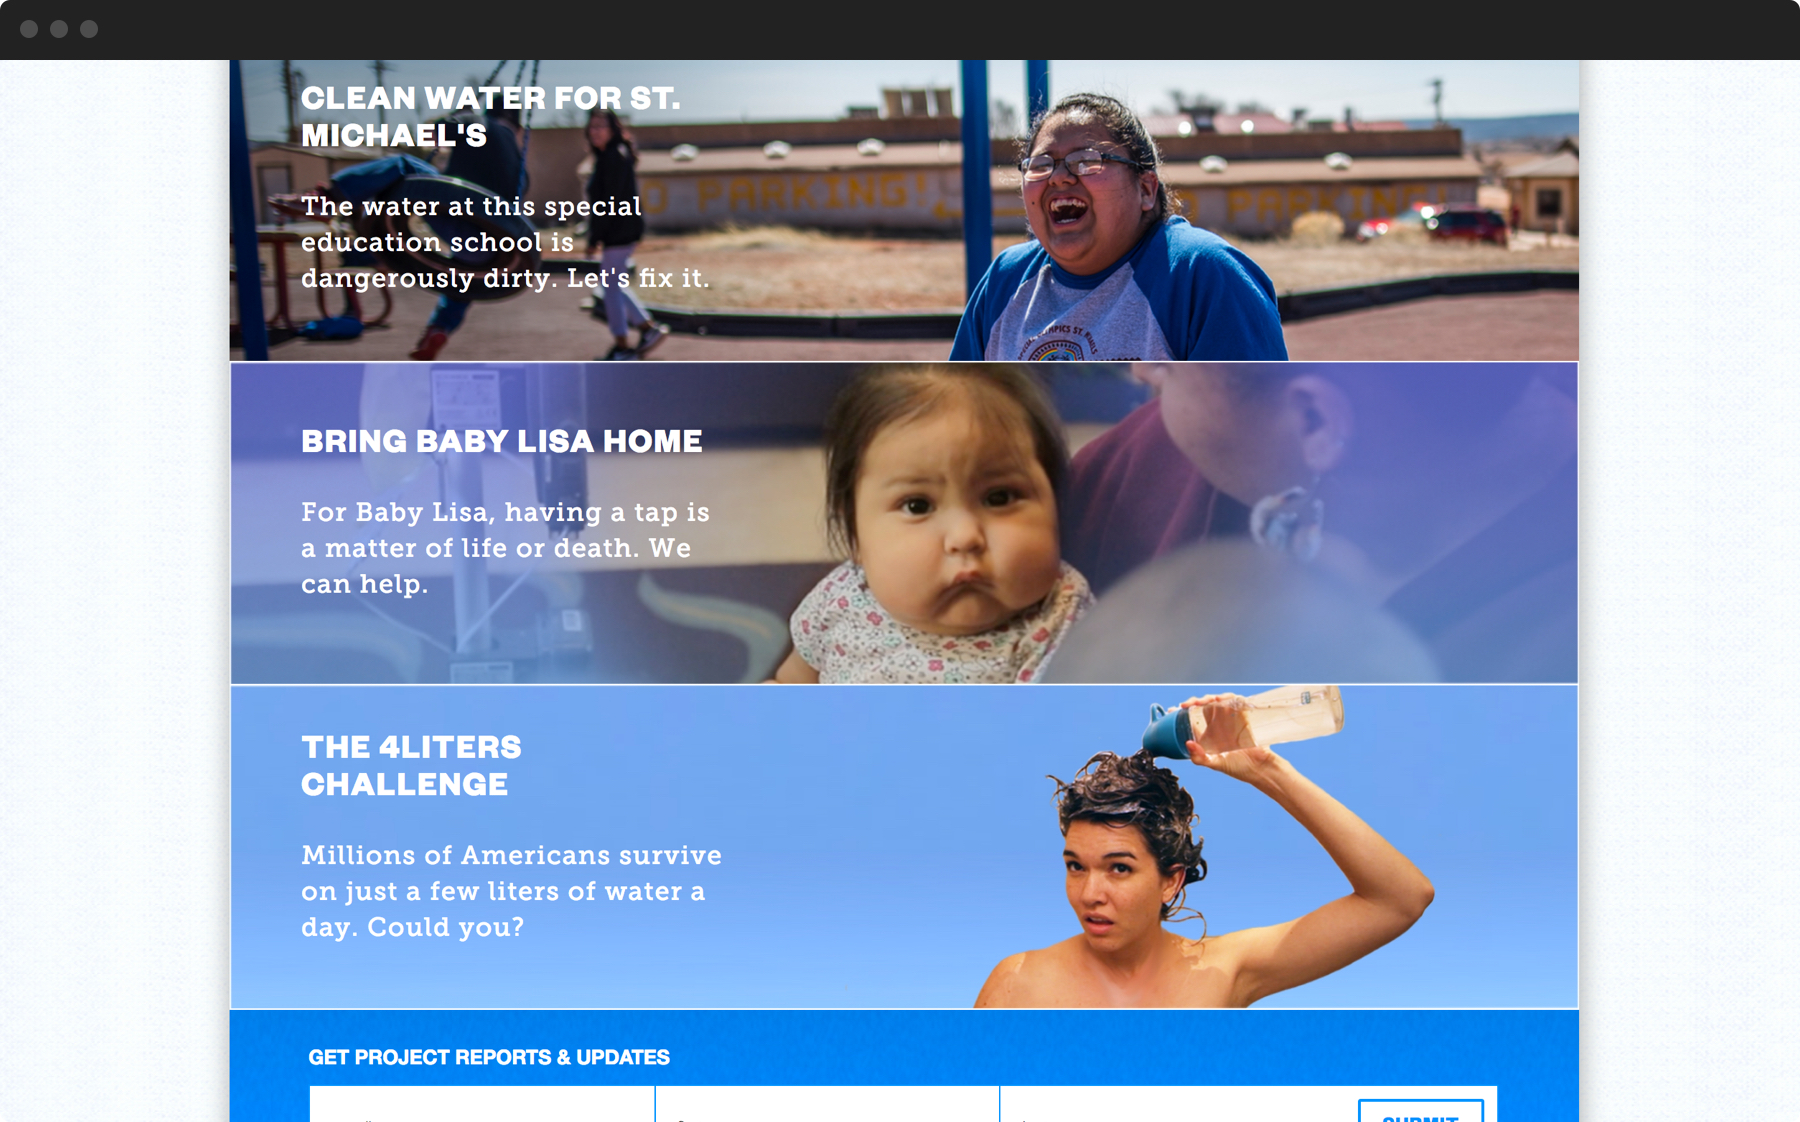 CLEAN WATER FOR ST.
MICHAEL'S
The water at this special
education school is
dangerously dirty. Let's fix it.
NO PARKING!
NO PARKING!
BRING BABY LISA HOME
For Baby Lisa, having a tap is
a matter of life or death. We
can help.
THE 4LITERS
CHALLENGE
Millions of Americans survive
on just a few liters of water a
day. Could you?
GET PROJECT REPORTS & UPDATES
SUBMIT